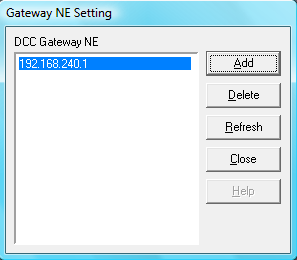 Gateway NE Setting
DCC Gateway NE
192.168.240.1
Add
Delete
Refresh
Close
Help